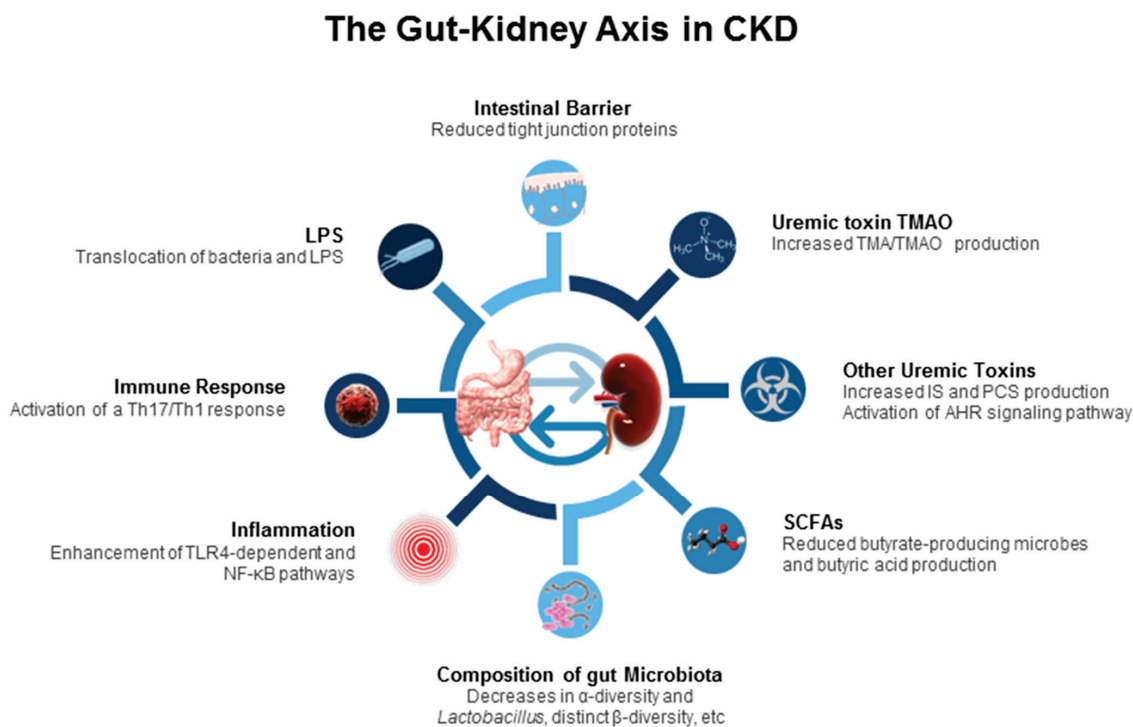 The Gut-Kidney Axis in CKD
Intestinal Barrier
Reduced tight junction proteins
LPS
Translocation of bacteria and LPS
Uremic toxin TMAO
Increased TMA/TMAO production
O
H₃C
N
CH₃
CH₃
Immune Response
Activation of a Th17/Th1 response
Other Uremic Toxins
Increased IS and PCS production
Activation of AHR signaling pathway
Inflammation
Enhancement of TLR4-dependent and
NF-κB pathways
SCFAs
Reduced butyrate-producing microbes
and butyric acid production
Composition of gut Microbiota
Decreases in α-diversity and
Lactobacillus, distinct β-diversity, etc